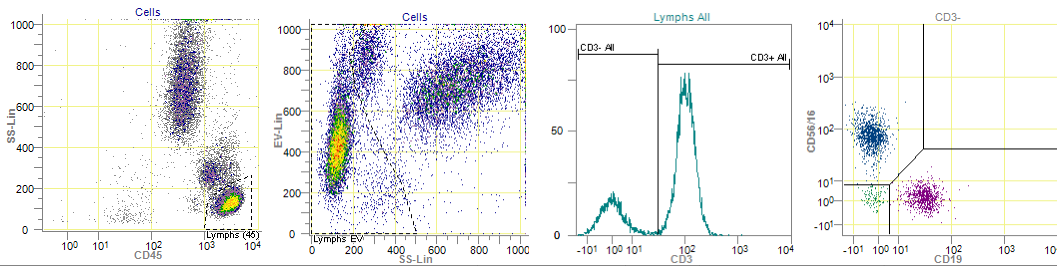 Cells
1000
800
600
400
200
0
SS-Lin
Lymphs (45)
10⁰ 10¹ 10² 10³ 10⁴
CD45
Cells
1000
800
600
400
200
0
EV-Lin
Lymphs EV
0 200 400 600 800 1000
SS-Lin
Lymphs All
100
50
0
CD3- All
CD3+ All
-10¹ 10⁰ 10¹ 10² 10³ 10⁴
CD3
CD3-
10⁴
10³
10²
10¹
10⁰
-10¹
CD56/16
-10¹ 10⁰ 10¹ 10² 10³ 10⁴
CD19